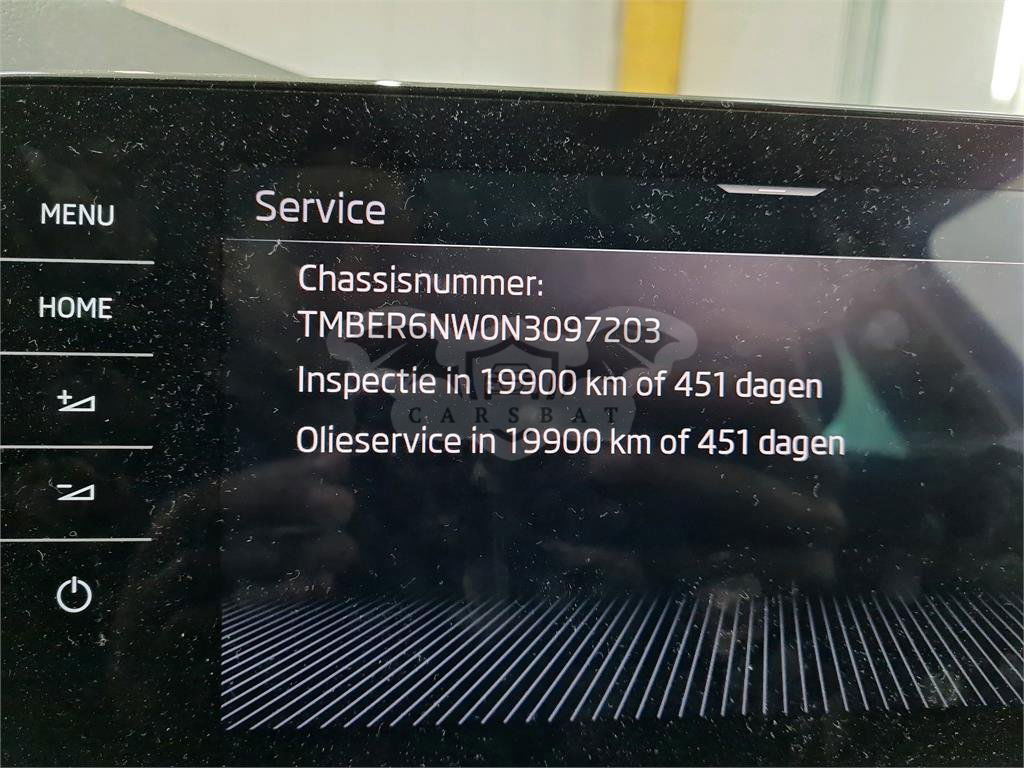 MENU
HOME
Service
Chassisnummer:
TMBER6NW0N3097203
Inspectie in 19900 km of 451 dagen
CARSBAT
Olieservice in 19900 km of 451 dagen